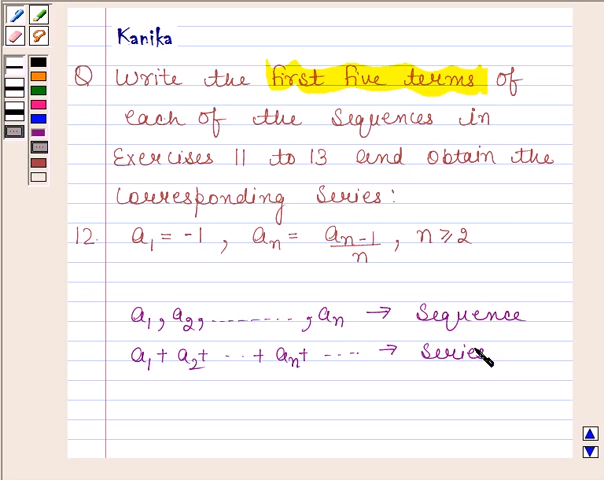 Kanika
Q Write the first five terms of
each of the Sequences in
Exercises 11 to 13 and obtain the
Corresponding Series:
12. a₁ = -1, aₙ = aₙ₋₁/n, n ≥ 2
a₁, a₂, ........, aₙ → Sequence
a₁ + a₂ + ... + aₙ + .... → Series